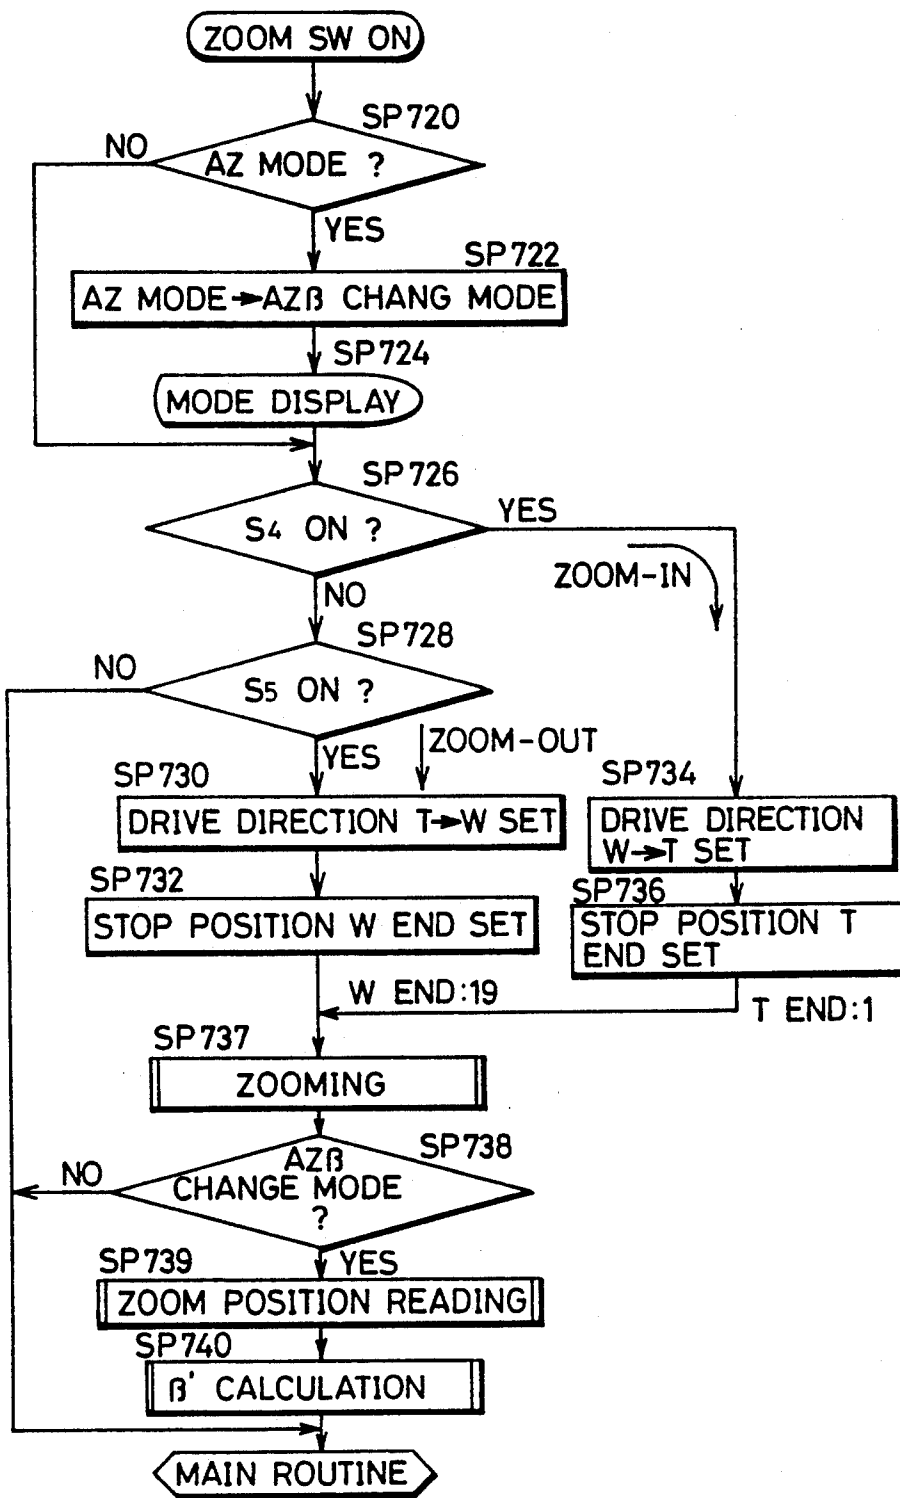 ZOOM SW ON
SP720
NO
AZ MODE ?
YES
SP722
AZ MODE→AZβ CHANG MODE
SP724
MODE DISPLAY
SP726
S4 ON ?
YES
ZOOM-IN
NO
SP728
NO
S5 ON ?
ZOOM-OUT
YES
SP730
DRIVE DIRECTION T→W SET
SP734
DRIVE DIRECTION
W→T SET
SP732
STOP POSITION W END SET
SP736
STOP POSITION T
END SET
W END:19
T END:1
SP737
ZOOMING
SP738
AZβ
CHANGE MODE
?
NO
YES
SP739
ZOOM POSITION READING
SP740
β' CALCULATION
MAIN ROUTINE